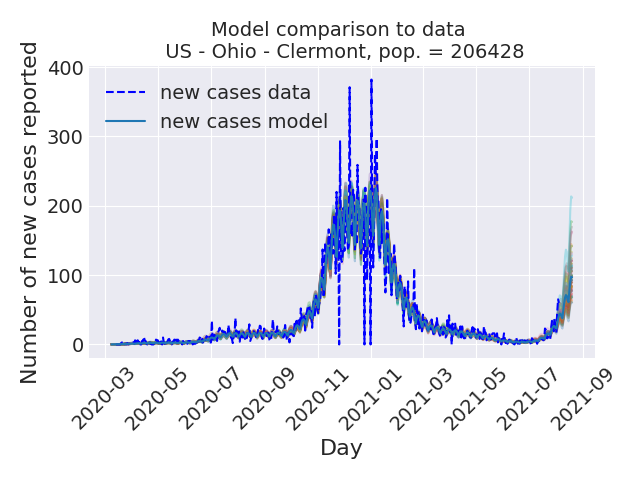 Model comparison to data
US - Ohio - Clermont, pop. = 206428
Number of new cases reported
400
300
200
100
0
new cases data
new cases model
2020-03
2020-05
2020-07
2020-09
2020-11
2021-01
2021-03
2021-05
2021-07
2021-09
Day